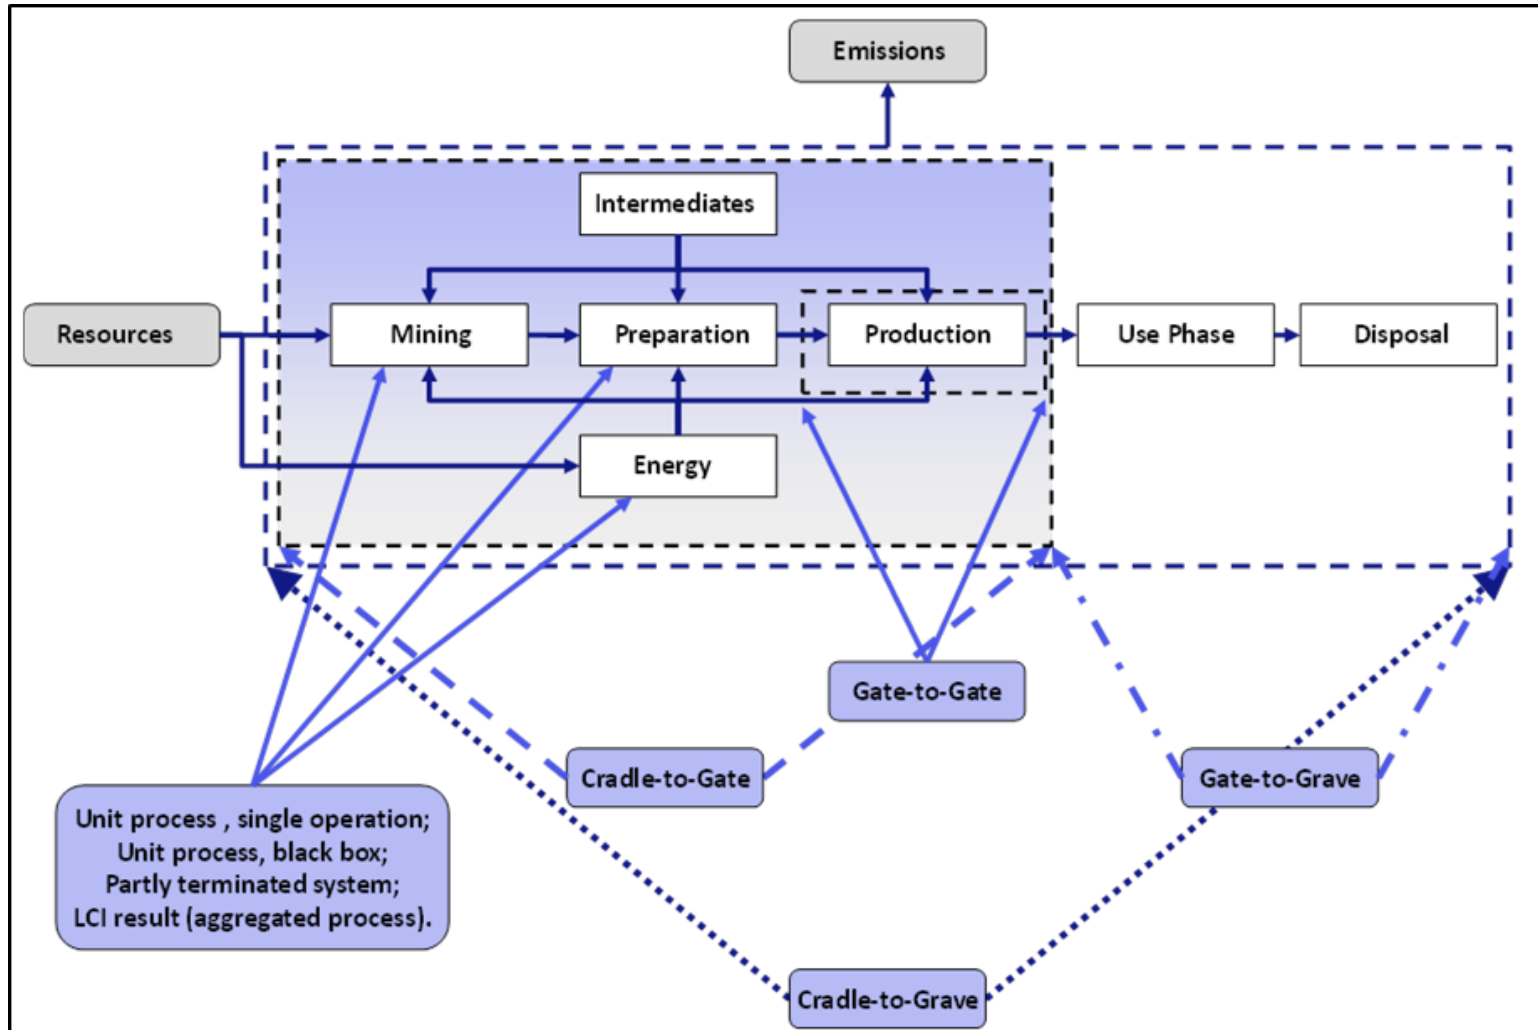 Emissions
Intermediates
Resources
Mining
Preparation
Production
Use Phase
Disposal
Energy
Gate-to-Gate
Cradle-to-Gate
Gate-to-Grave
Unit process , single operation;
Unit process, black box;
Partly terminated system;
LCI result (aggregated process).
Cradle-to-Grave